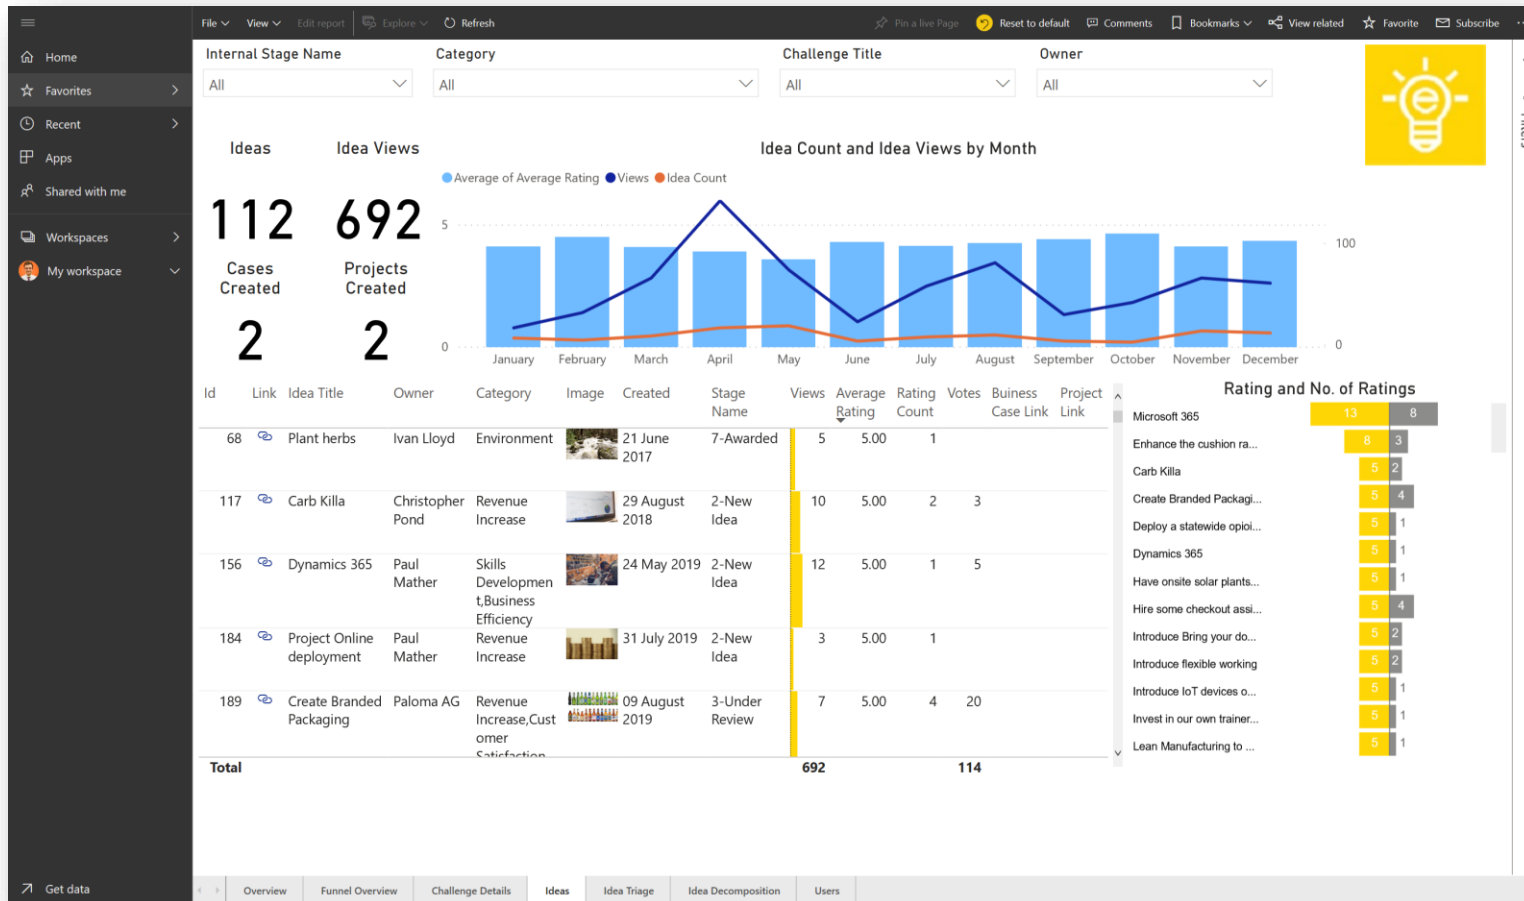 File View Edit report Explore Refresh Pin a live Page Reset to default Comments Bookmarks View related Favorite Subscribe
Home
Favorites
Recent
Apps
Shared with me
Workspaces
My workspace
Get data
Internal Stage Name Category Challenge Title Owner
All All All All
e
Ideas Idea Views
112 692
Cases Created Projects Created
2 2
Idea Count and Idea Views by Month
Average of Average Rating Views Idea Count
5
100
0 0
January February March April May June July August September October November December
Id Link Idea Title Owner Category Image Created Stage Name Views Average Rating Rating Count Votes Buiness Case Link Project Link
68 Plant herbs Ivan Lloyd Environment 21 June 2017 7-Awarded 5 5.00 1
117 Carb Killa Christopher Pond Revenue Increase 29 August 2018 2-New Idea 10 5.00 2 3
156 Dynamics 365 Paul Mather Skills Developmen t,Business Efficiency 24 May 2019 2-New Idea 12 5.00 1 5
184 Project Online deployment Paul Mather Revenue Increase 31 July 2019 2-New Idea 3 5.00 1
189 Create Branded Packaging Paloma AG Revenue Increase,Cust omer Satisfaction 09 August 2019 3-Under Review 7 5.00 4 20
Total 692 114
Rating and No. of Ratings
Microsoft 365 13 8
Enhance the cushion ra... 8 3
Carb Killa 5 2
Create Branded Packagi... 5 4
Deploy a statewide opioi... 5 1
Dynamics 365 5 1
Have onsite solar plants... 5 1
Hire some checkout assi... 5 4
Introduce Bring your do... 5 2
Introduce flexible working 5 2
Introduce IoT devices o... 5 1
Invest in our own trainer... 5 1
Lean Manufacturing to ... 5 1
Overview Funnel Overview Challenge Details Ideas Idea Triage Idea Decomposition Users